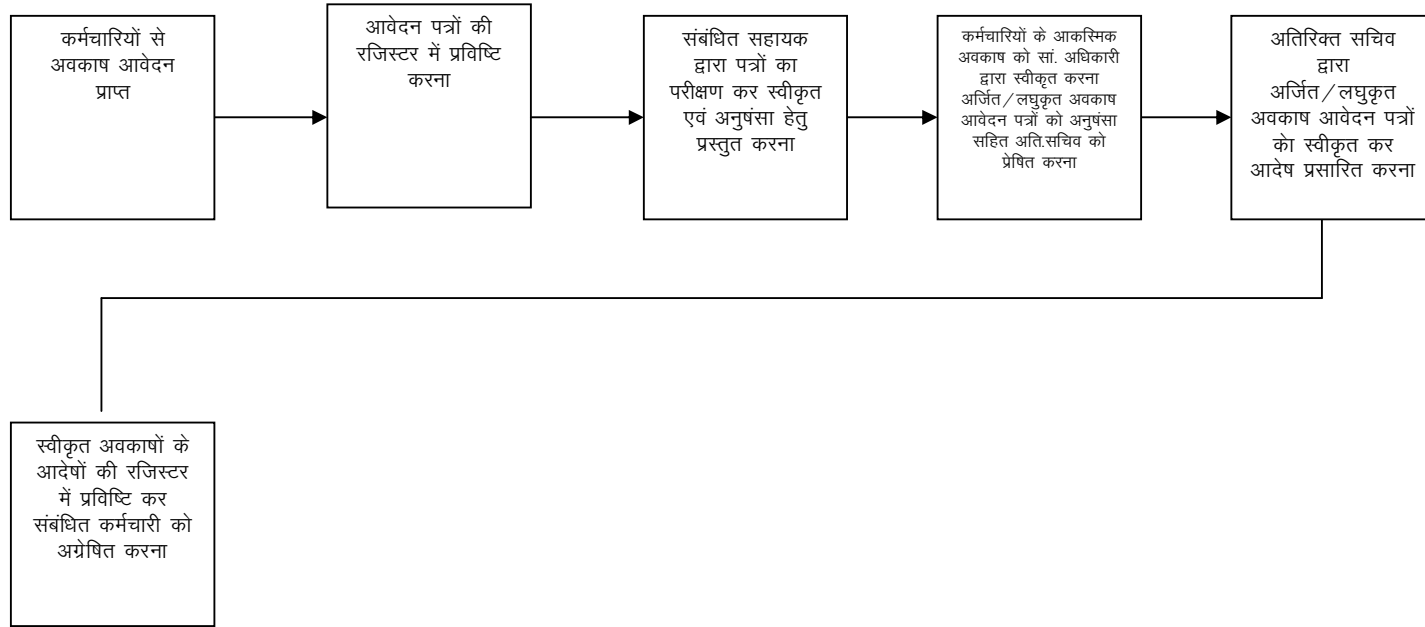 कर्मचारियों से
अवकाष आवेदन
प्राप्त
आवेदन पत्रों की
रजिस्टर में प्रविष्टि
करना
संबंधित सहायक
द्वारा पत्रों का
परीक्षण कर स्वीकृत
एवं अनुषंसा हेतु
प्रस्तुत करना
कर्मचारियों के आकस्मिक
अवकाष को सां. अधिकारी
द्वारा स्वीकृत करना
अर्जित/लघुकृत अवकाष
आवेदन पत्रों को अनुषंसा
सहित अति.सचिव को
प्रेषित करना
अतिरिक्त सचिव
द्वारा
अर्जित/लघुकृत
अवकाष आवेदन पत्रों
केा स्वीकृत कर
आदेष प्रसारित करना
स्वीकृत अवकाषों के
आदेषों की रजिस्टर
में प्रविष्टि कर
संबंधित कर्मचारी को
अग्रेषित करना